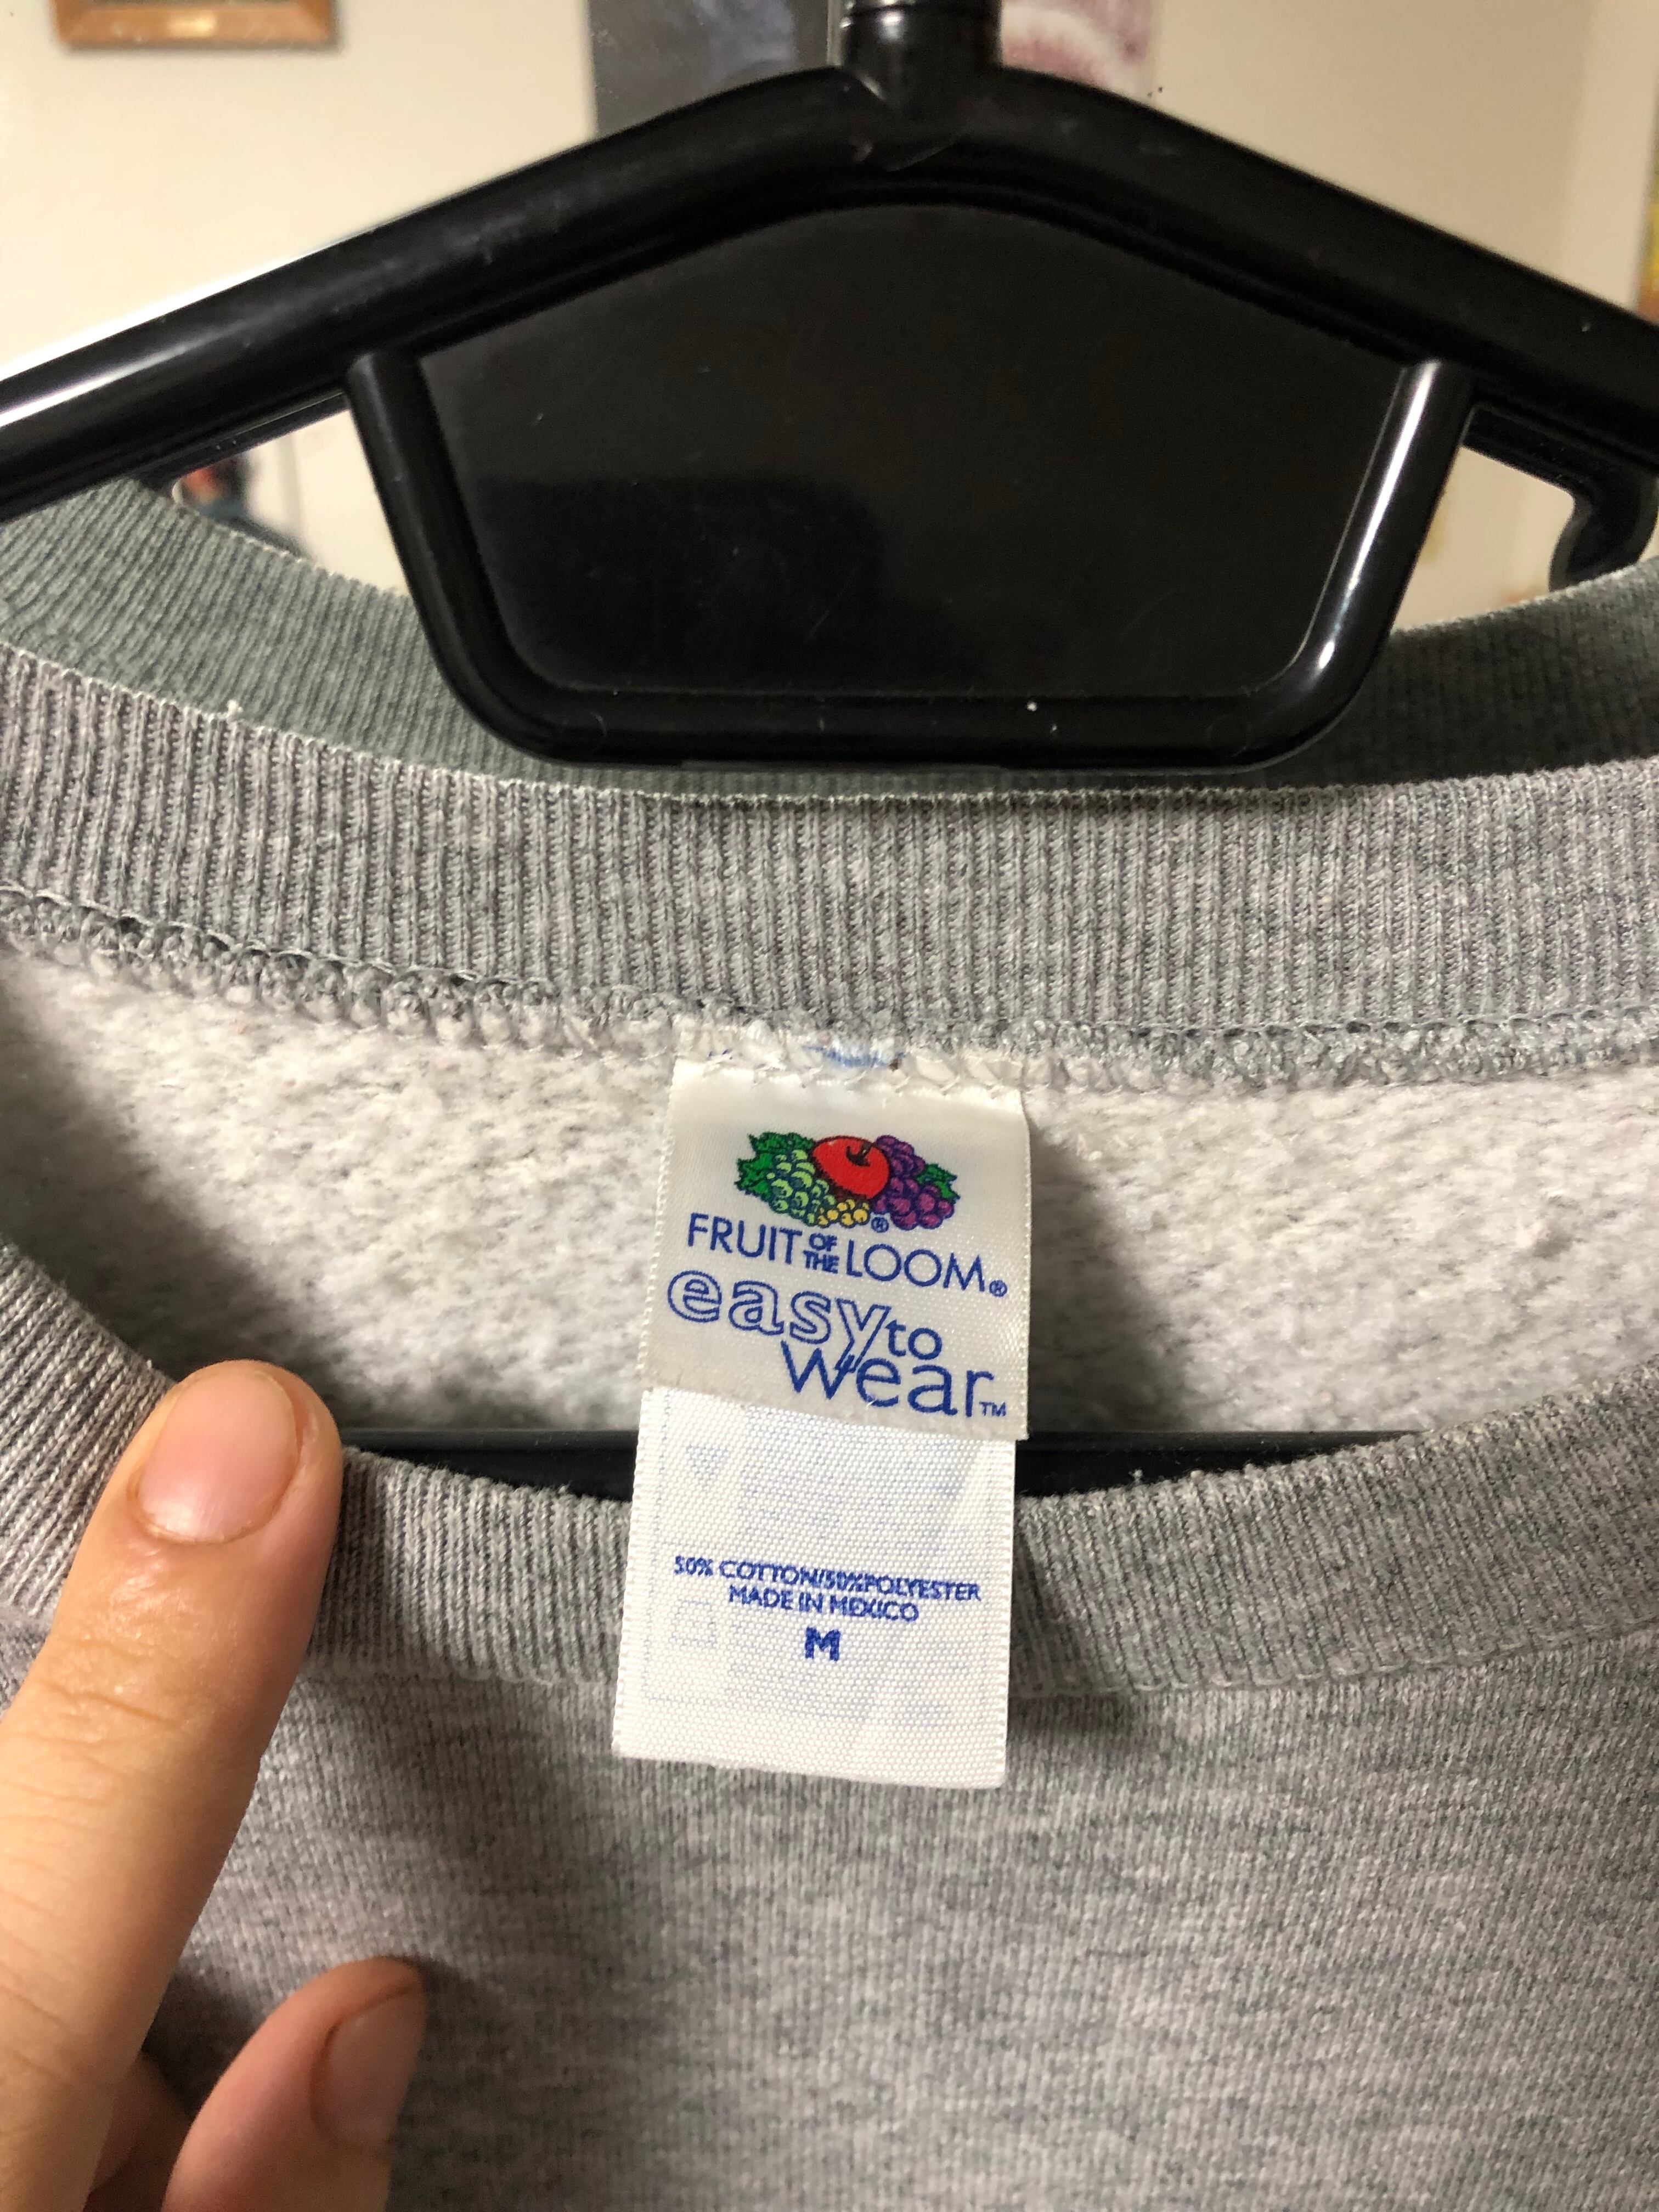 ®
FRUIT OF THE LOOM®
easy to
wear™
50% COTTON/50%POLYESTER
MADE IN MEXICO
M